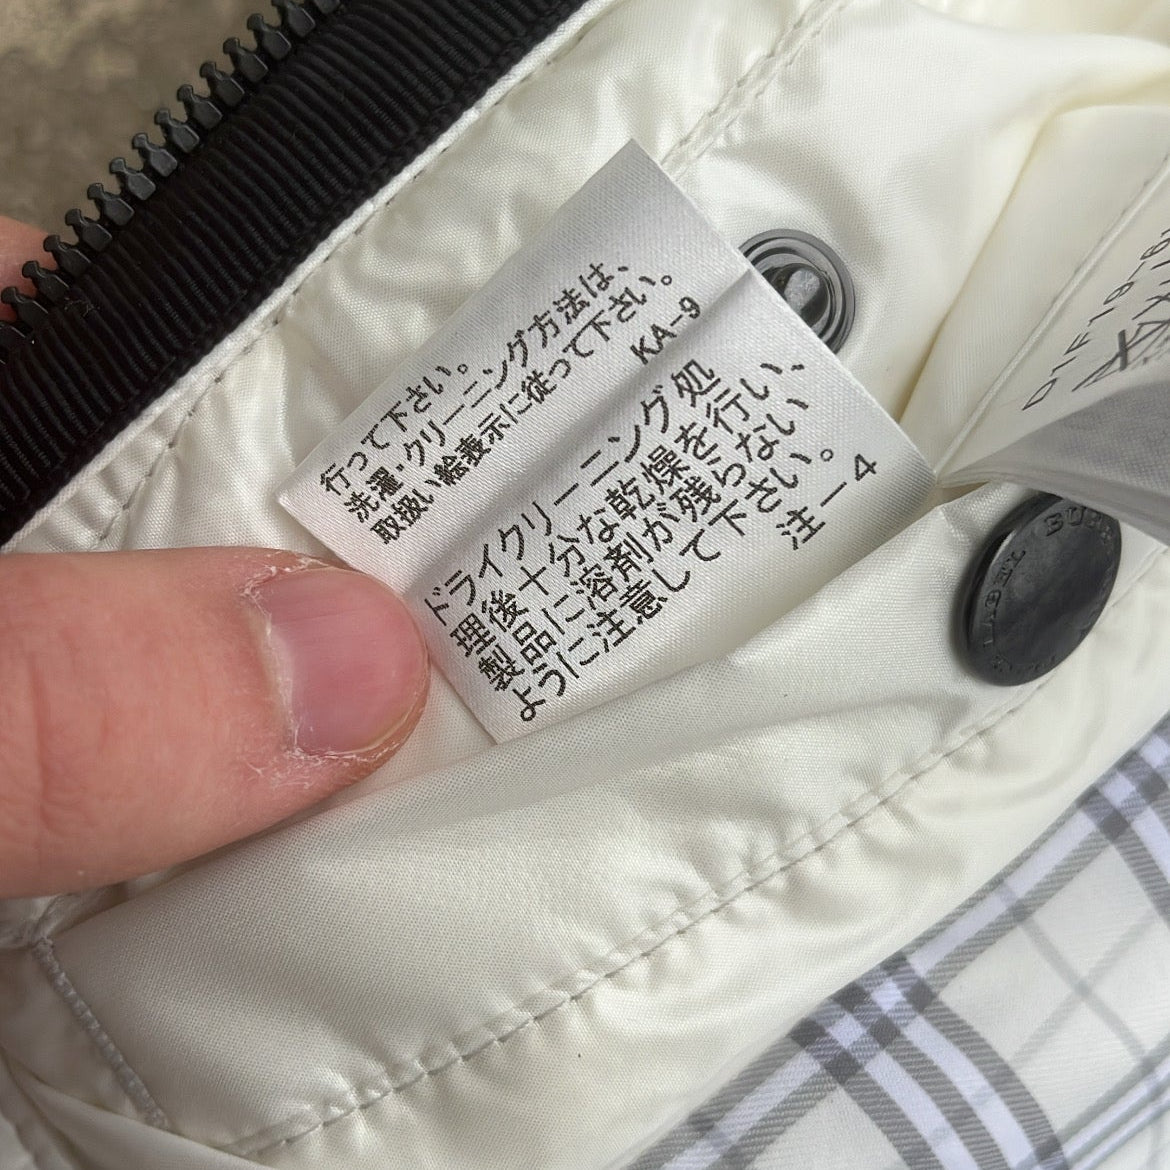 行って下さい。
洗濯・クリーニング方法は、
取扱い絵表示に従って下さい。
KA-9
ドライクリーニング処
理後十分な乾燥を行い、
製品に溶剤が残らない
ように注意して下さい。
注-4